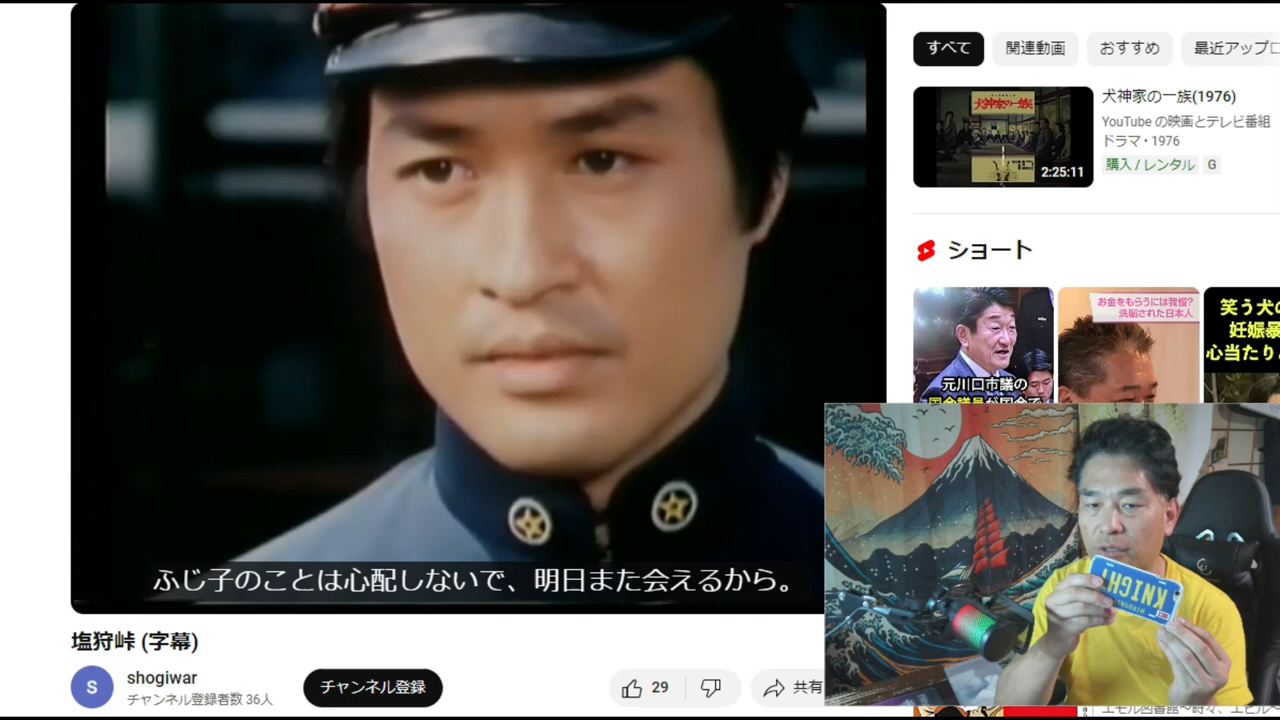 ふじ子のことは心配しないで、明日また会えるから。
塩狩峠 (字幕)
S
shogiwar
チャンネル登録者数 36人
チャンネル登録
29
共有
すべて
関連動画
おすすめ
最近アップロ
犬神家の一族
2:25:11
犬神家の一族(1976)
YouTube の映画とテレビ番組
ドラマ・1976
購入 / レンタル
G
ショート
元川口市議の
お金をもらうには我慢?
洗脳された日本人
笑う犬の
妊娠暴
心当たり
KNIGHT